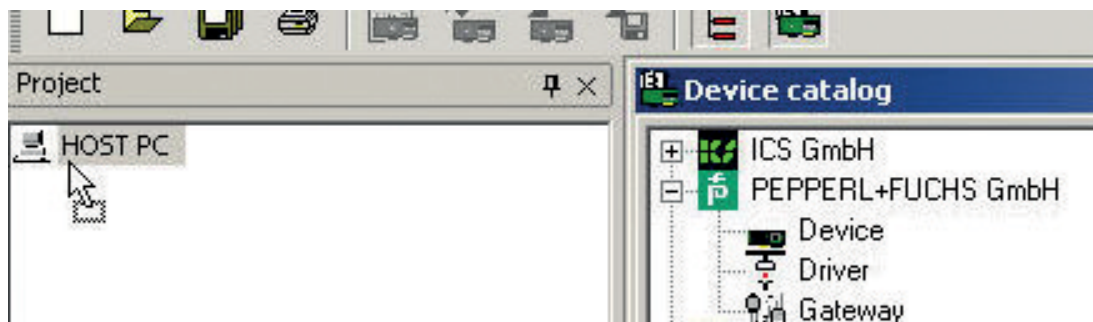 Project
HOST PC
Device catalog
ICS GmbH
PEPPERL+FUCHS GmbH
Device
Driver
Gateway